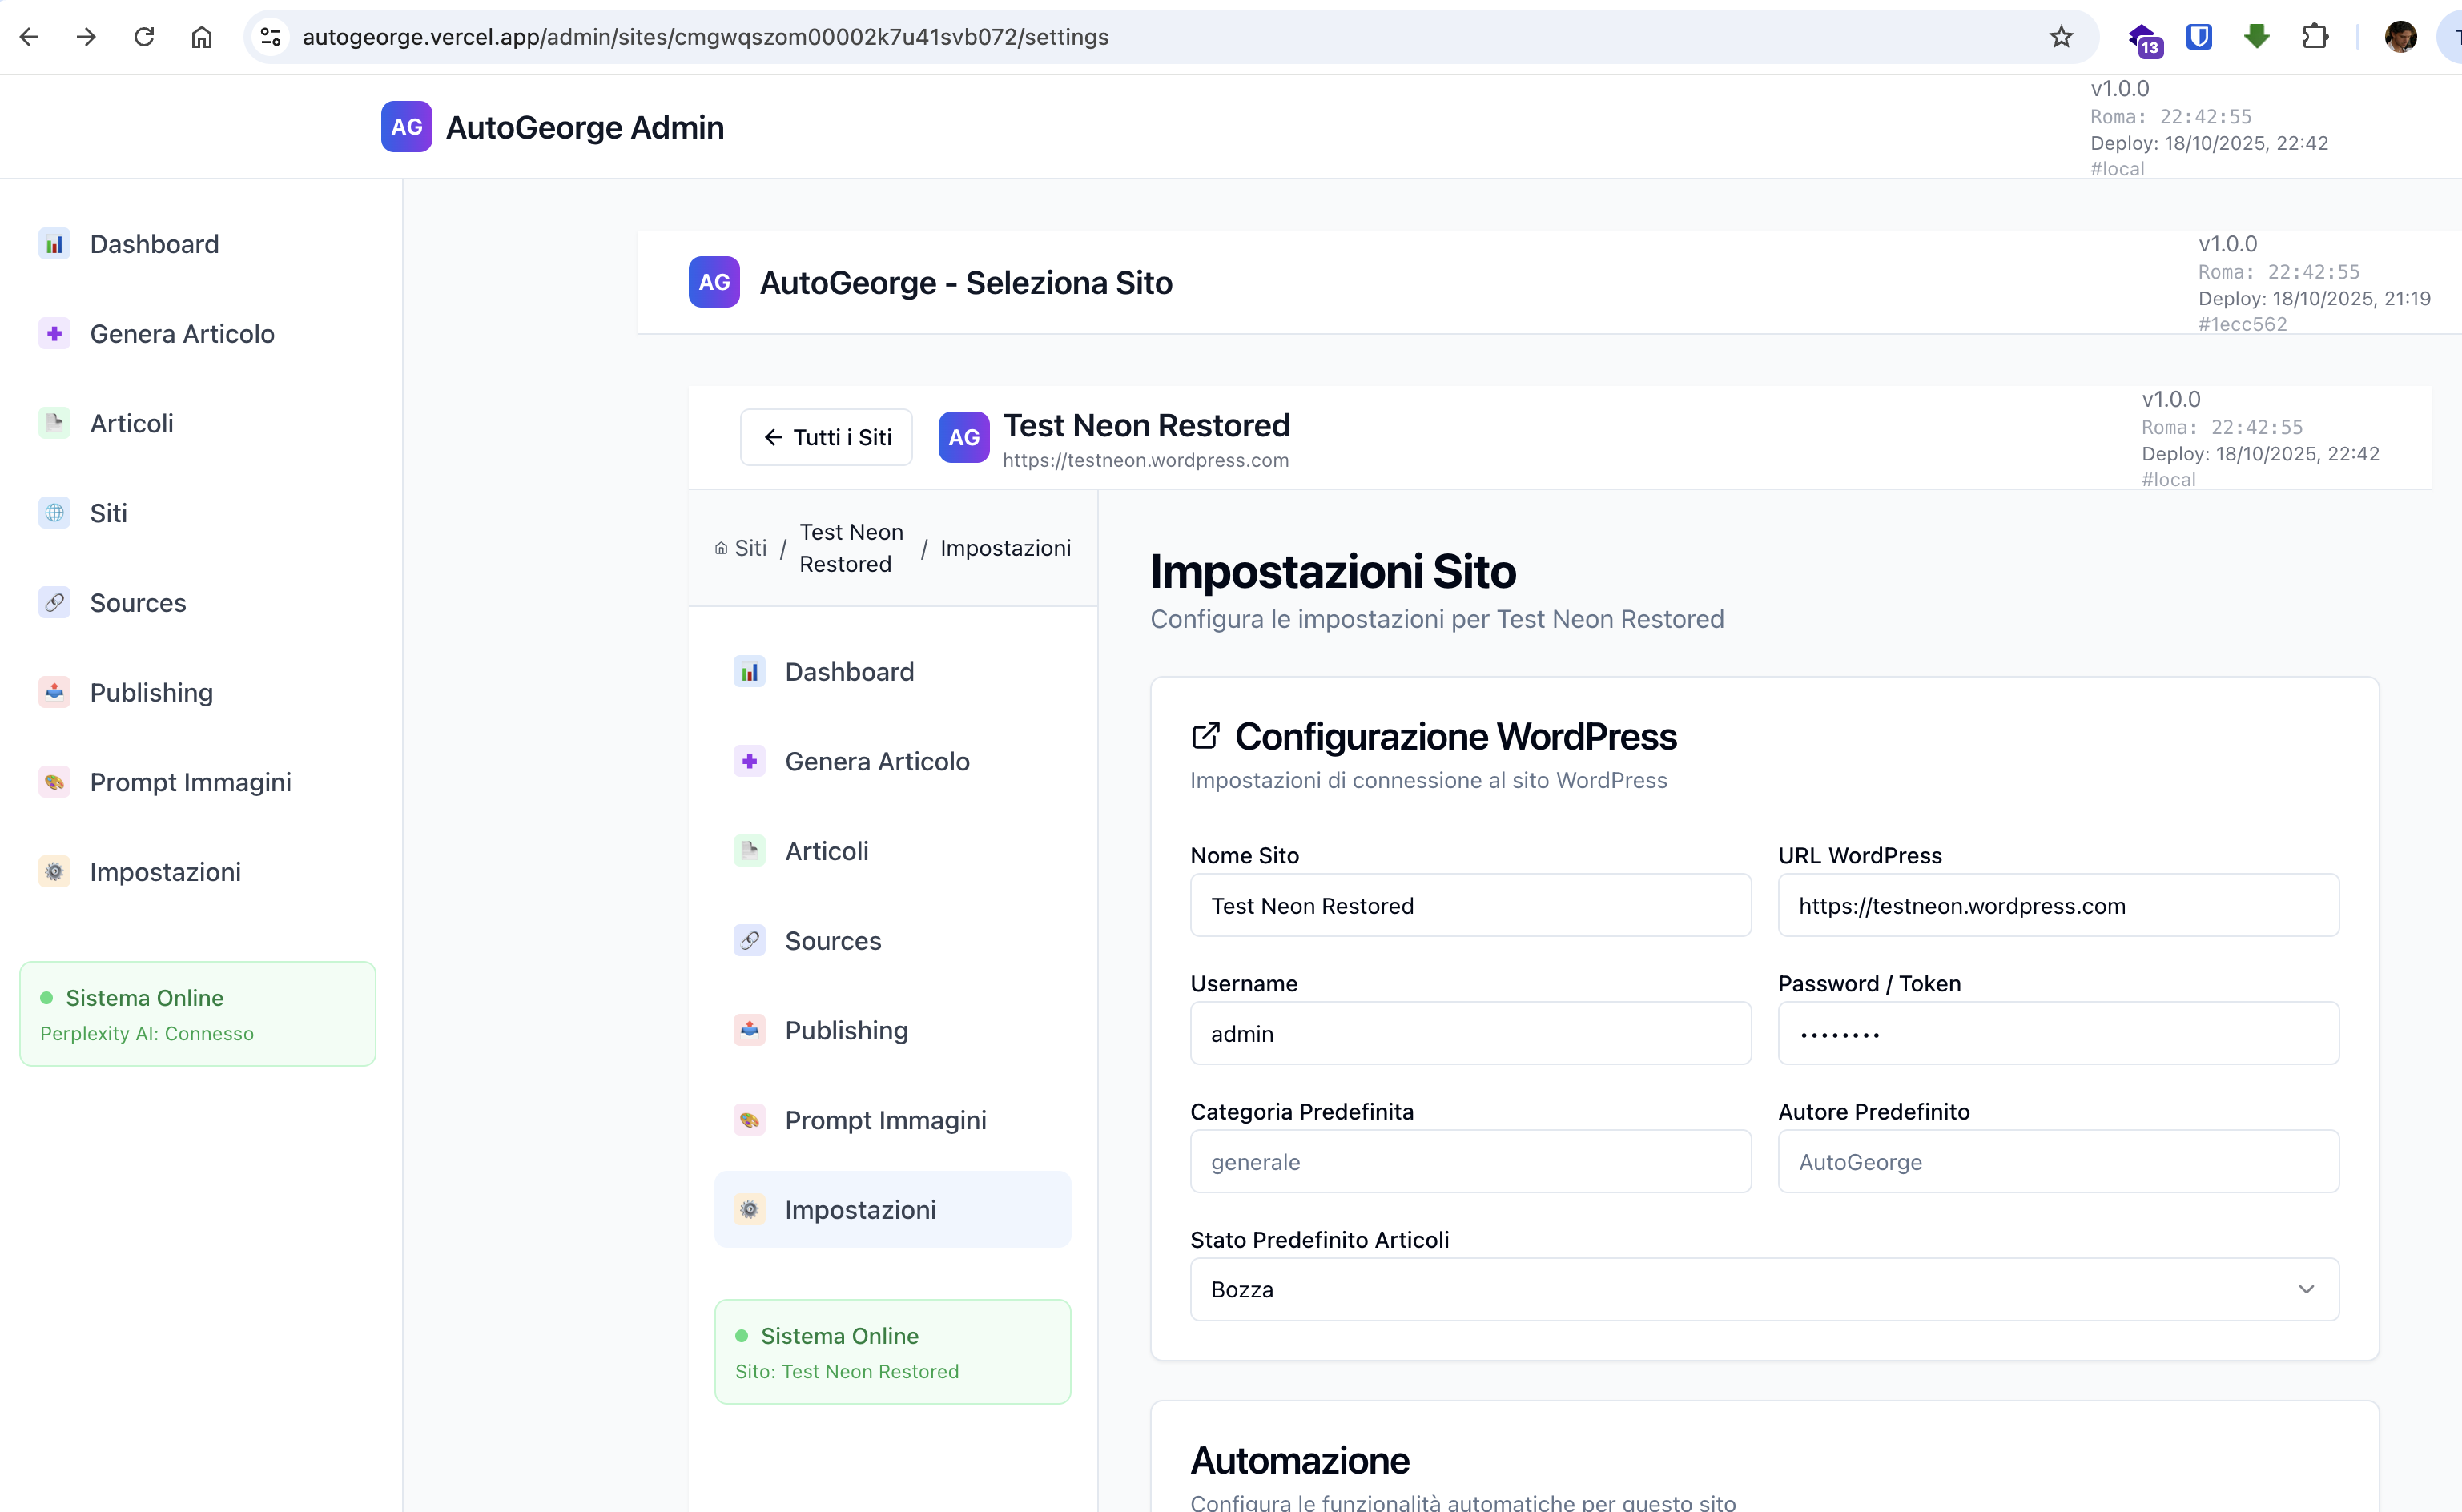 autogeorge.vercel.app/admin/sites/cmgwqszom00002k7u41svb072/settings
13
AG AutoGeorge Admin
v1.0.0
Roma: 22:42:55
Deploy: 18/10/2025, 22:42
#local
Dashboard
Genera Articolo
Articoli
Siti
Sources
Publishing
Prompt Immagini
Impostazioni
Sistema Online
Perplexity AI: Connesso
AG AutoGeorge - Seleziona Sito
v1.0.0
Roma: 22:42:55
Deploy: 18/10/2025, 21:19
#1ecc562
Tutti i Siti
AG
Test Neon Restored
https://testneon.wordpress.com
v1.0.0
Roma: 22:42:55
Deploy: 18/10/2025, 22:42
#local
Siti / Test Neon Restored / Impostazioni
Dashboard
Genera Articolo
Articoli
Sources
Publishing
Prompt Immagini
Impostazioni
Sistema Online
Sito: Test Neon Restored
Impostazioni Sito
Configura le impostazioni per Test Neon Restored
Configurazione WordPress
Impostazioni di connessione al sito WordPress
Nome Sito
Test Neon Restored
URL WordPress
https://testneon.wordpress.com
Username
admin
Password / Token
••••••••
Categoria Predefinita
generale
Autore Predefinito
AutoGeorge
Stato Predefinito Articoli
Bozza
Automazione
Configura le funzionalità automatiche per questo sito